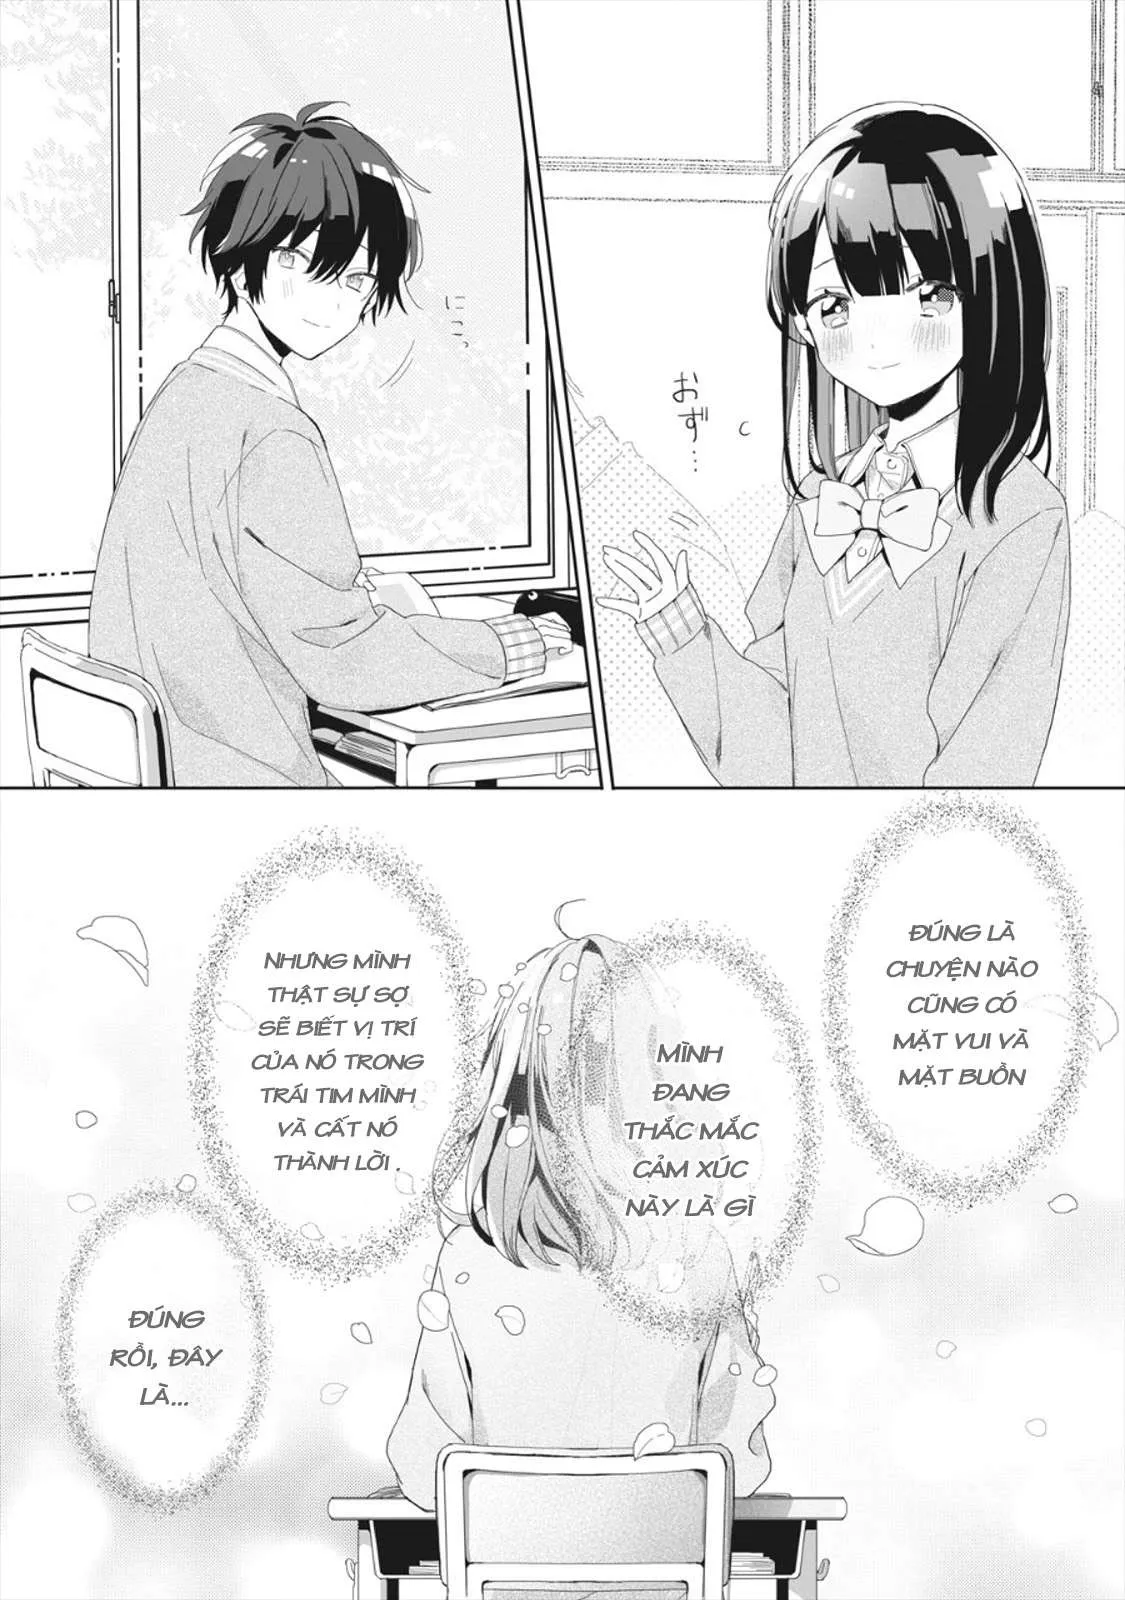 おず…
にこっ
ĐÚNG LÀ
CHUYỆN NÀO
CŨNG CÓ
MẶT VUI VÀ
MẶT BUỒN
MÌNH
ĐANG
THẮC MẮC
CẢM XÚC
NÀY LÀ GÌ
NHƯNG MÌNH
THẬT SỰ SỢ
SẼ BIẾT VỊ TRÍ
CỦA NÓ TRONG
TRÁI TIM MÌNH
VÀ CẤT NÓ
THÀNH LỜI .
ĐÚNG
RỒI, ĐÂY
LÀ...